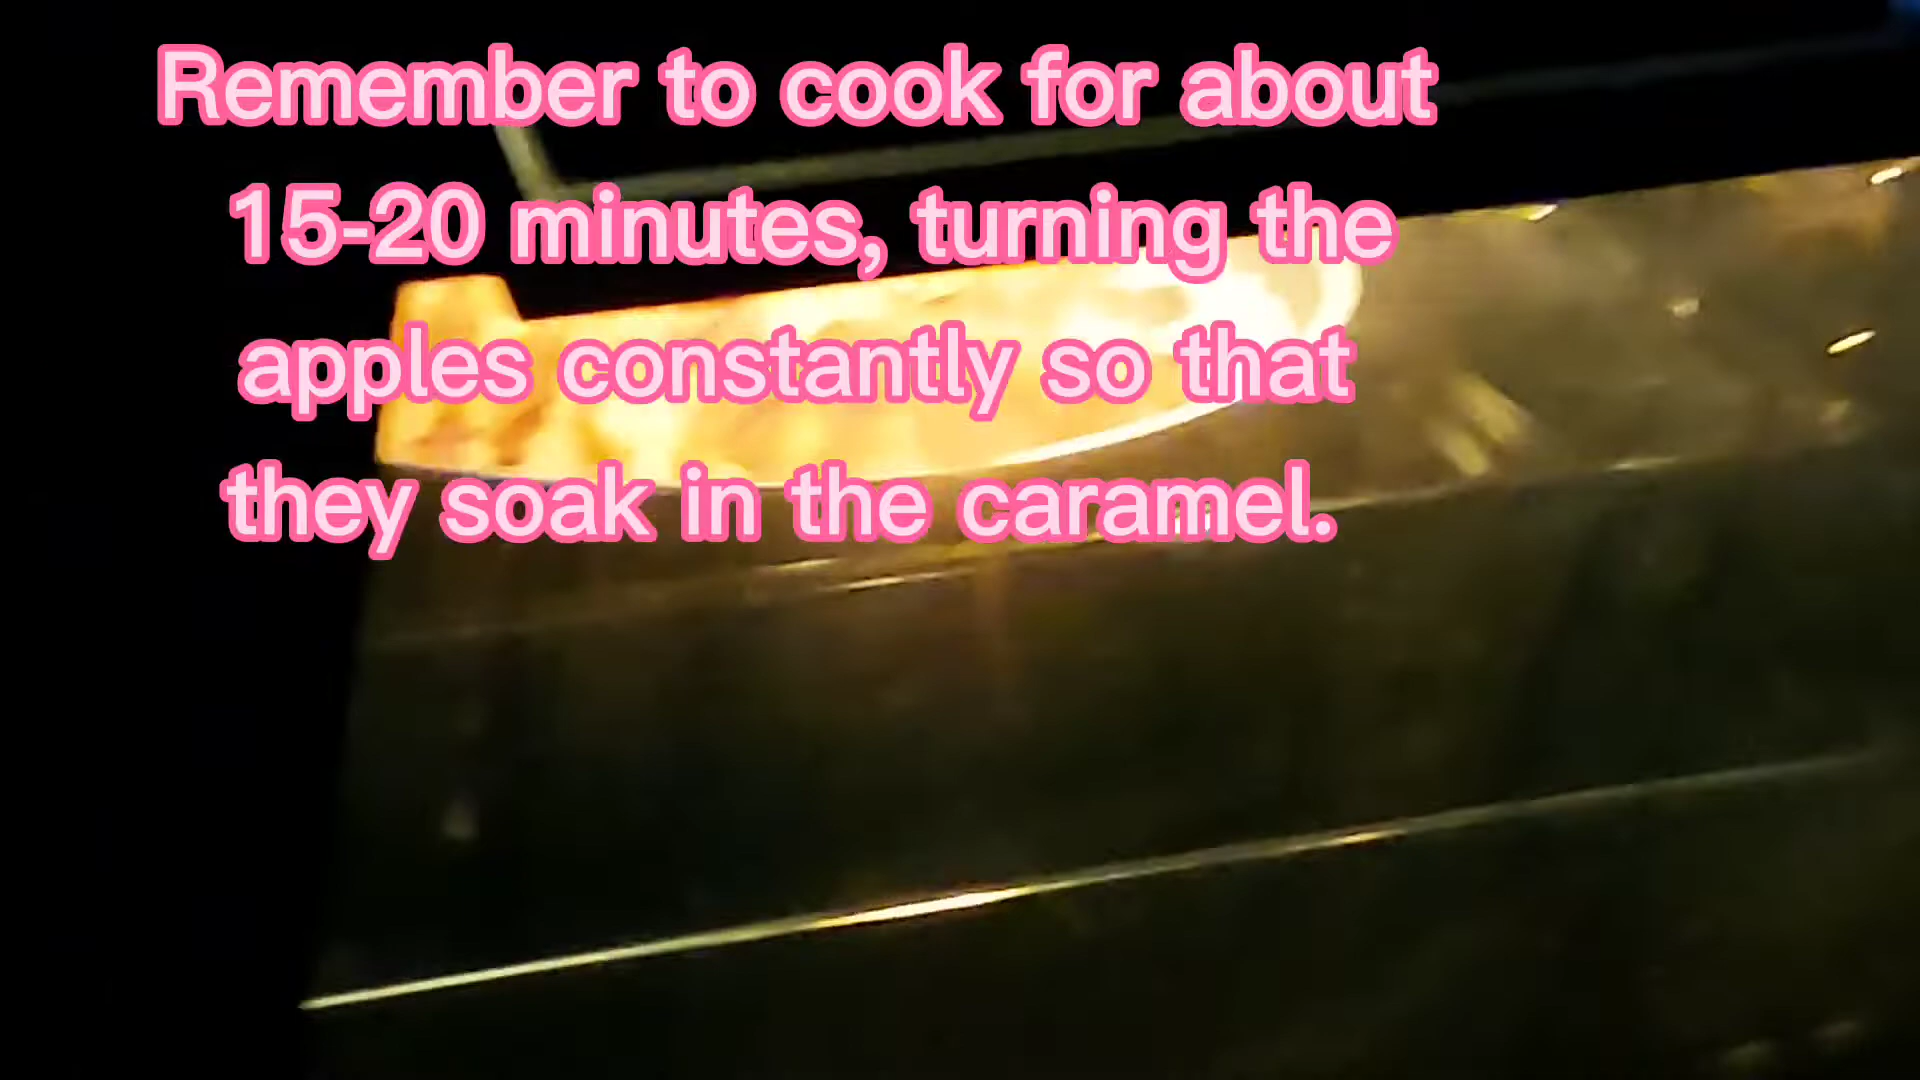 Remember to cook for about
15-20 minutes, turning the
apples constantly so that
they soak in the caramel.